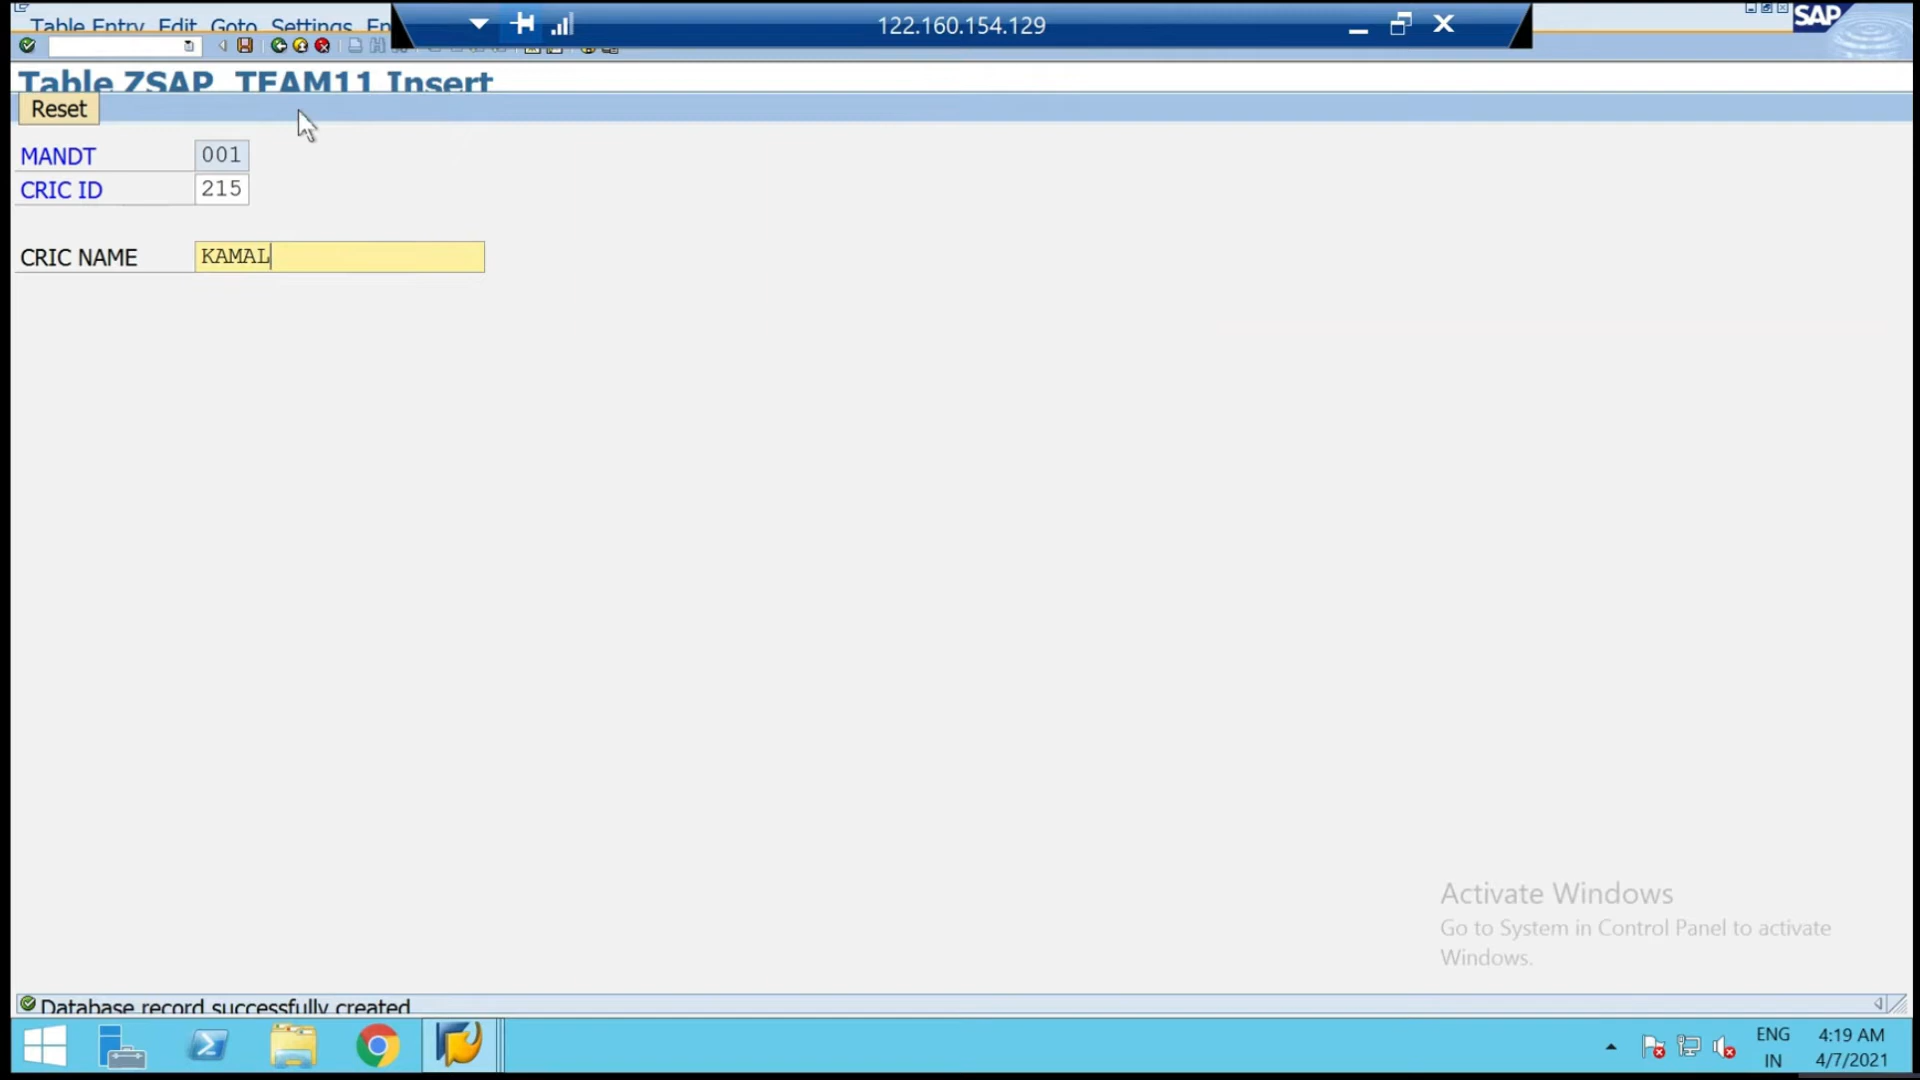 Table Entry Edit Goto Settings En
122.160.154.129
SAP
Table ZSAP_TEAM11 Insert
Reset
MANDT 001
CRIC ID 215
CRIC NAME KAMAL
Activate Windows
Go to System in Control Panel to activate
Windows.
Database record successfully created
ENG 4:19 AM
IN 4/7/2021